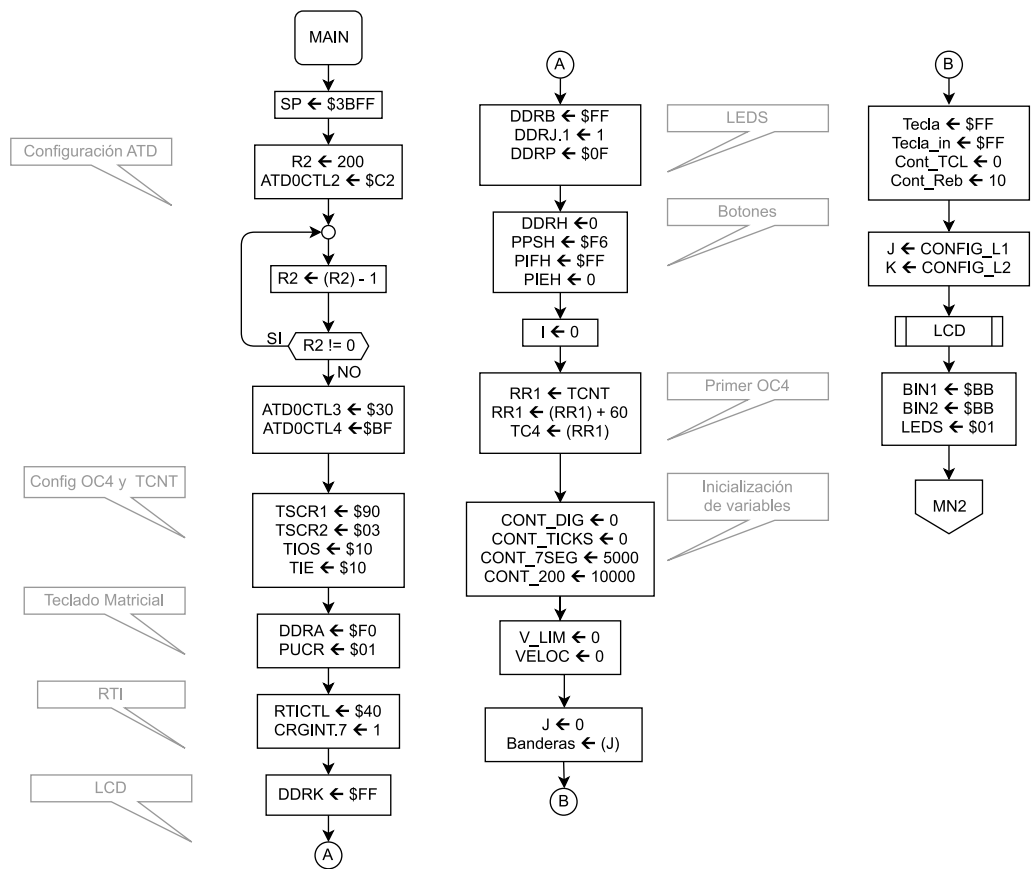 MAIN
SP ← $3BFF
Configuración ATD
R2 ← 200
ATD0CTL2 ← $C2
R2 ← (R2) - 1
SI
R2 != 0
NO
ATD0CTL3 ← $30
ATD0CTL4 ← $BF
Config OC4 y TCNT
TSCR1 ← $90
TSCR2 ← $03
TIOS ← $10
TIE ← $10
Teclado Matricial
DDRA ← $F0
PUCR ← $01
RTI
RTICTL ← $40
CRGINT.7 ← 1
LCD
DDRK ← $FF
A
A
DDRB ← $FF
DDRJ.1 ← 1
DDRP ← $0F
LEDS
DDRH ←0
PPSH ← $F6
PIFH ← $FF
PIEH ← 0
Botones
I ← 0
RR1 ← TCNT
RR1 ← (RR1) + 60
TC4 ← (RR1)
Primer OC4
CONT_DIG ← 0
CONT_TICKS ← 0
CONT_7SEG ← 5000
CONT_200 ← 10000
Inicialización
de variables
V_LIM ← 0
VELOC ← 0
J ← 0
Banderas ← (J)
B
B
Tecla ← $FF
Tecla_in ← $FF
Cont_TCL ← 0
Cont_Reb ← 10
J ← CONFIG_L1
K ← CONFIG_L2
LCD
BIN1 ← $BB
BIN2 ← $BB
LEDS ← $01
MN2